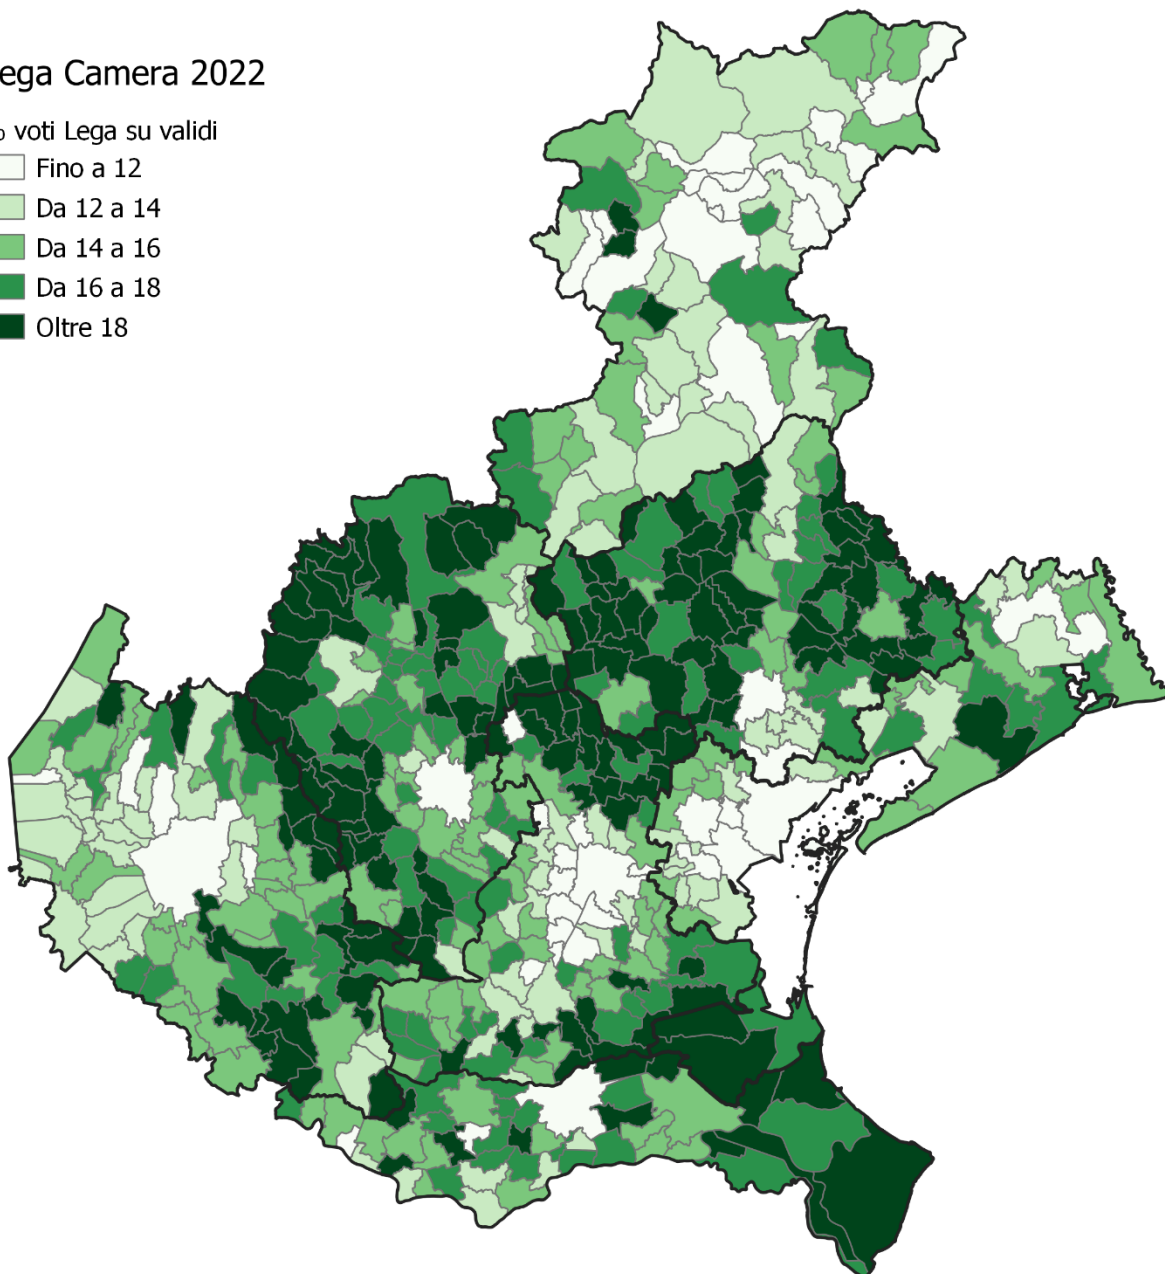 ega Camera 2022
voti Lega su validi
Fino a 12
Da 12 a 14
Da 14 a 16
Da 16 a 18
Oltre 18